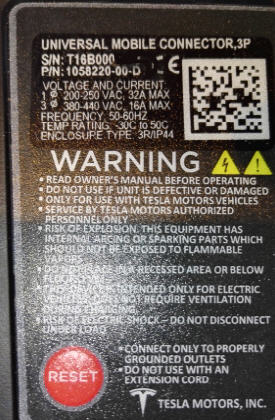 UNIVERSAL MOBILE CONNECTOR,3P
S/N: T16B000
P/N: 1058220-00-D CE
VOLTAGE AND CURRENT:
1 Ø 200-250 VAC, 32A MAX
3 Ø 380-440 VAC, 16A MAX
FREQUENCY: 50-60HZ
TEMP RATING: -30C to 50C
ENCLOSURE TYPE: 3R/IP44
WARNING
• READ OWNER'S MANUAL BEFORE OPERATING
• DO NOT USE IF UNIT IS DEFECTIVE OR DAMAGED
• ONLY FOR USE WITH TESLA MOTORS VEHICLES
• SERVICE BY TESLA MOTORS AUTHORIZED
PERSONNEL ONLY
• RISK OF EXPLOSION. THIS EQUIPMENT HAS
INTERNAL ARCING OR SPARKING PARTS WHICH
SHOULD NOT BE EXPOSED TO FLAMMABLE
VAPORS
• DO NOT PLACE IN A RECESSED AREA OR BELOW
FLOOR LEVEL
• THIS DEVICE IS INTENDED ONLY FOR ELECTRIC
VEHICLES. DOES NOT REQUIRE VENTILATION
DURING CHARGING
• RISK OF ELECTRIC SHOCK – DO NOT DISCONNECT
UNDER LOAD
• CONNECT ONLY TO PROPERLY
GROUNDED OUTLETS
• DO NOT USE WITH AN
EXTENSION CORD
RESET
TESLA MOTORS, INC.